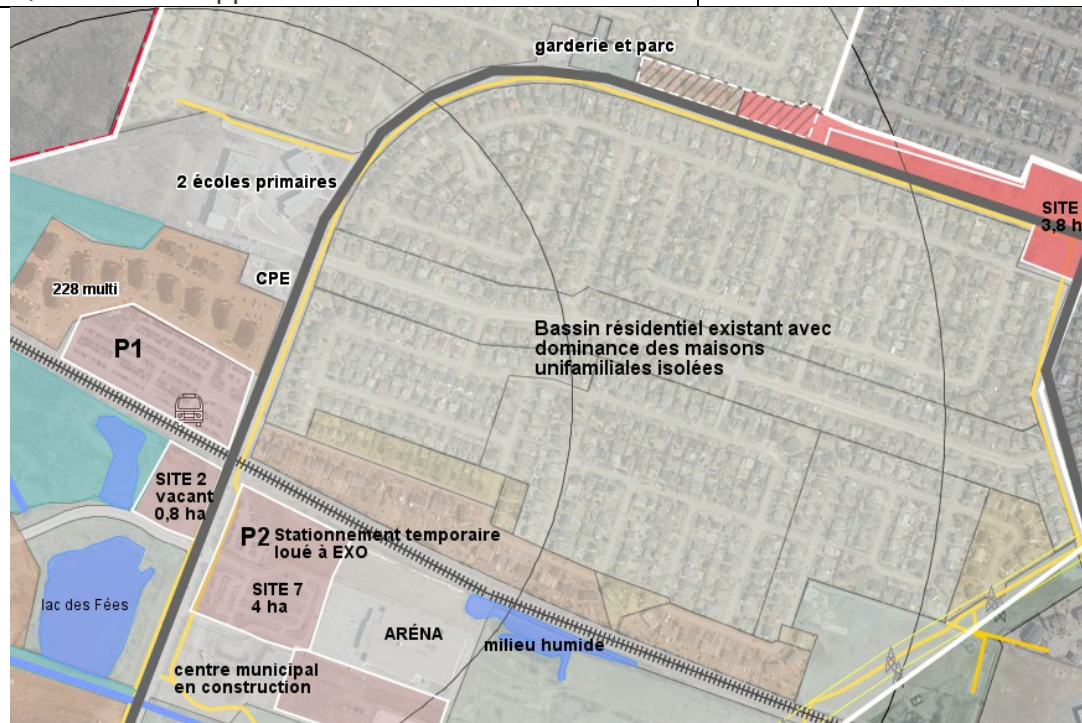 garderie et parc
2 écoles primaires
SITE
3,8 h
CPE
228 multi
P1
Bassin résidentiel existant avec
dominance des maisons
unifamiliales isolées
SITE 2
vacant
0,8 ha
P2 Stationnement temporaire
loué à EXO
SITE 7
4 ha
lac des Fées
ARÉNA
milieu humide
centre municipal
en construction